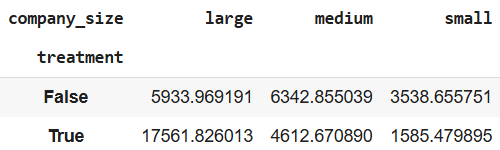 company_size large medium small
treatment
False 5933.969191 6342.855039 3538.655751
True 17561.826013 4612.670890 1585.479895